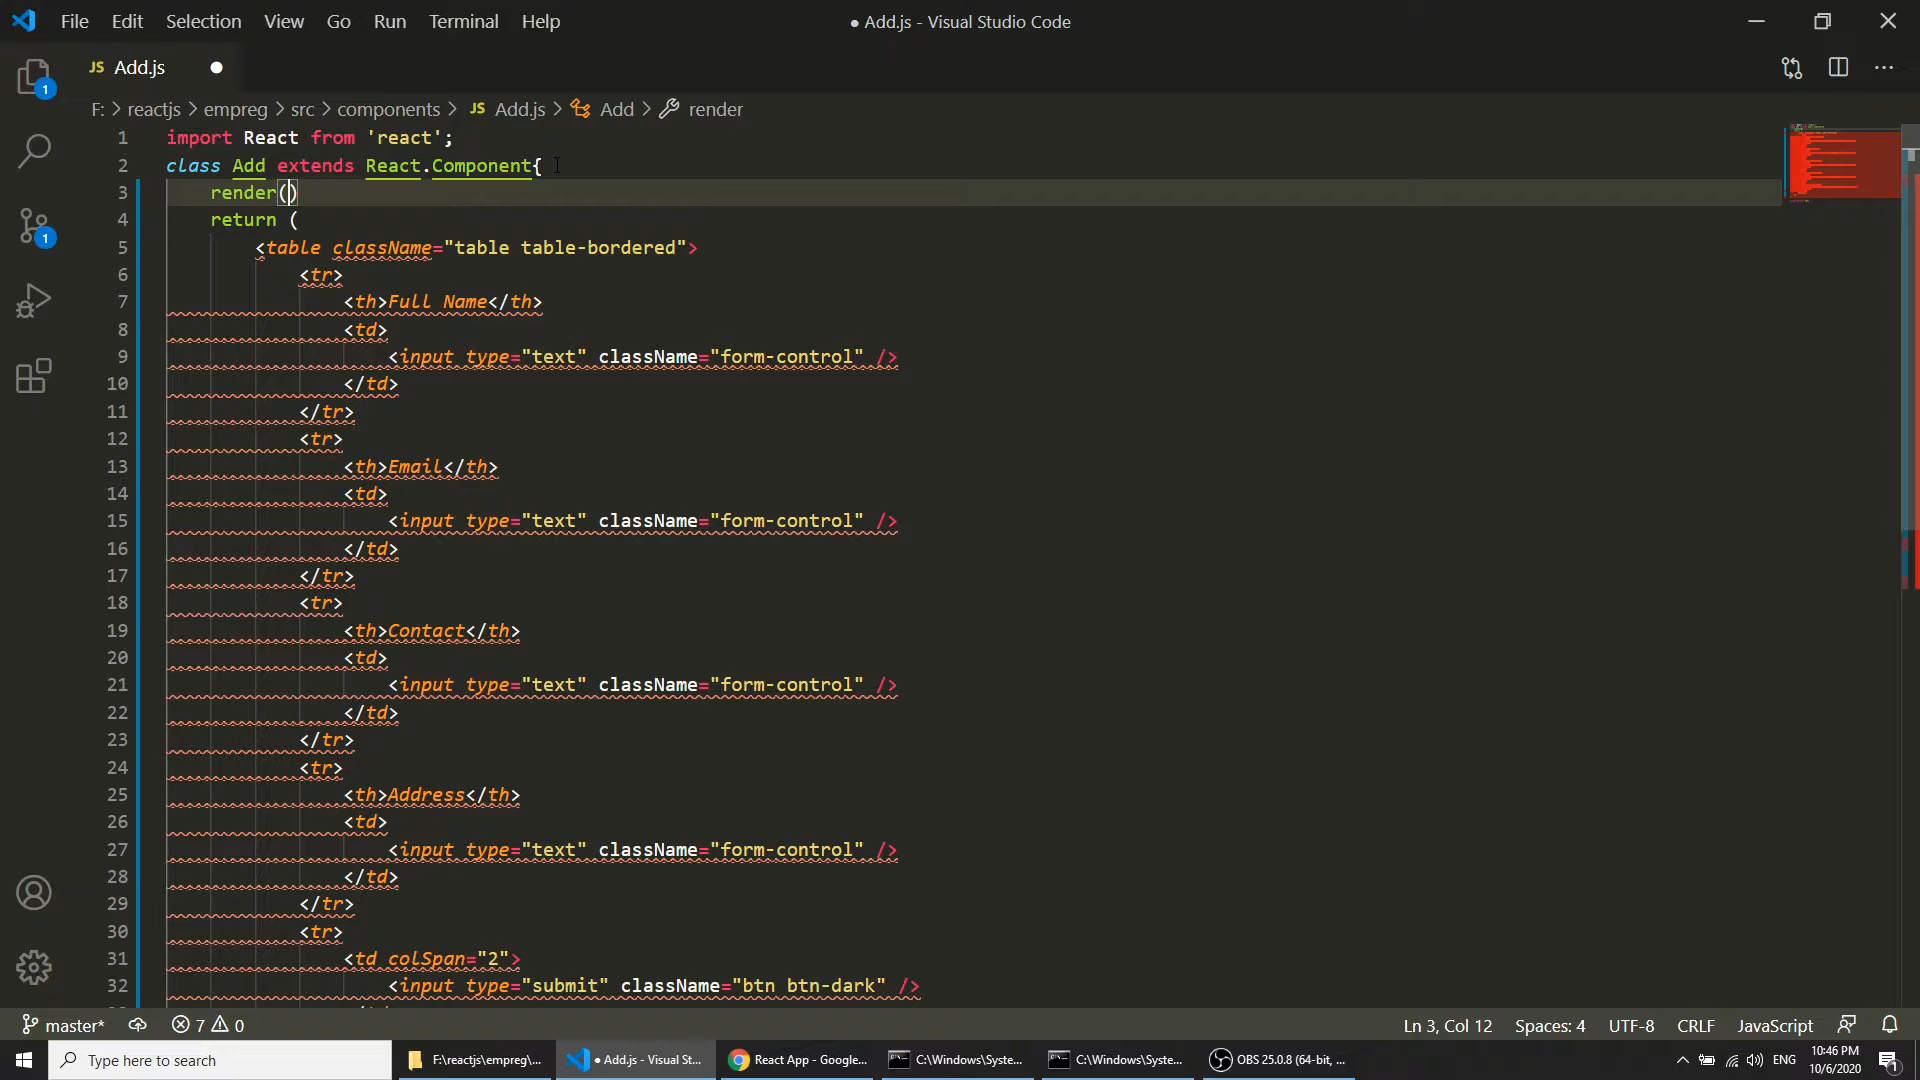 File Edit Selection View Go Run Terminal Help
● Add.js - Visual Studio Code
JS Add.js ●
F: > reactjs > empreg > src > components > JS Add.js > Add > render
1 import React from 'react';
2 class Add extends React.Component{
3 render()
4 return (
5 <table className="table table-bordered">
6 <tr>
7 <th>Full Name</th>
8 <td>
9 <input type="text" className="form-control" />
10 </td>
11 </tr>
12 <tr>
13 <th>Email</th>
14 <td>
15 <input type="text" className="form-control" />
16 </td>
17 </tr>
18 <tr>
19 <th>Contact</th>
20 <td>
21 <input type="text" className="form-control" />
22 </td>
23 </tr>
24 <tr>
25 <th>Address</th>
26 <td>
27 <input type="text" className="form-control" />
28 </td>
29 </tr>
30 <tr>
31 <td colSpan="2">
32 <input type="submit" className="btn btn-dark" />
1
1
master* 7 0 Ln 3, Col 12 Spaces: 4 UTF-8 CRLF JavaScript
Type here to search
F:\reactjs\empreg\...
● Add.js - Visual St...
React App - Google...
C:\Windows\Syste...
C:\Windows\Syste...
OBS 25.0.8 (64-bit, ...
ENG
10:46 PM
10/6/2020
1